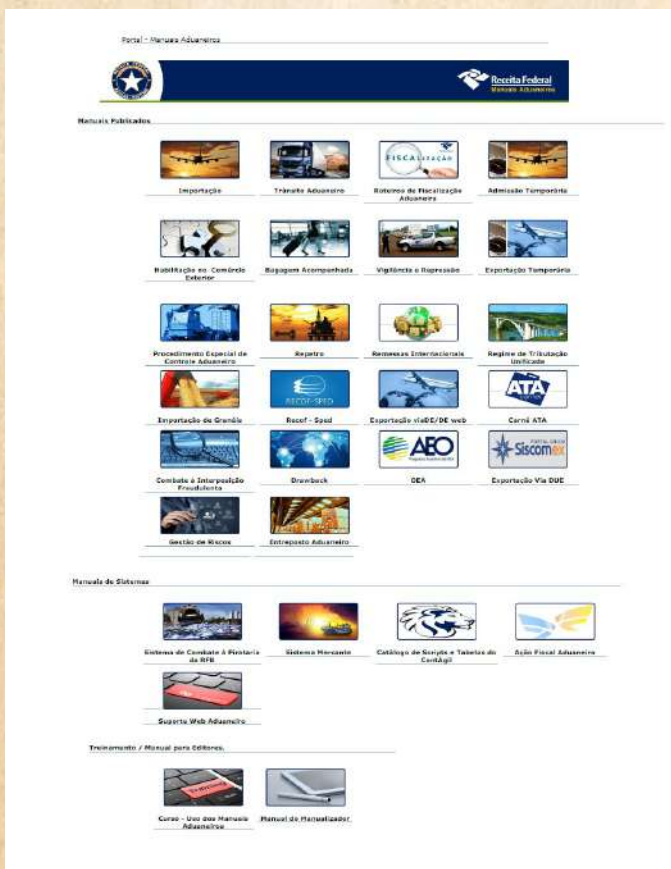 Portal - Manuais Aduaneiros
Receita Federal
Manuais Aduaneiros
Manuais Publicados
FISCALIZAÇÃO
Importação
Trânsito Aduaneiro
Roteiros de Fiscalização
Aduaneira
Admissão Temporária
Habilitação no Comércio
Exterior
Bagagem Acompanhada
Vigilância e Repressão
Exportação Temporária
Procedimento Especial de
Controle Aduaneiro
Repetro
Remessas Internacionais
Regime de Tributação
Unificada
RECOF-SPED
ATA
Importação de Granéis
Recof - Sped
Exportação viaDE/DE web
Carnê ATA
AEO
PORTAL ÚNICO
Siscomex
Combate à Interposição
Fraudulenta
Drawback
OEA
Exportação Via DUE
Gestão de Riscos
Entreposto Aduaneiro
Manuais de Sistemas
Sistema de Combate à Pirataria
da RFB
Sistema Mercante
Catálogo de Scripts e Tabelas do
ContÁgil
Ação Fiscal Aduaneira
Suporte Web Aduaneiro
Treinamento / Manual para Editores.
Training
Curso - Uso dos Manuais
Aduaneiros
Manual do Manualizador